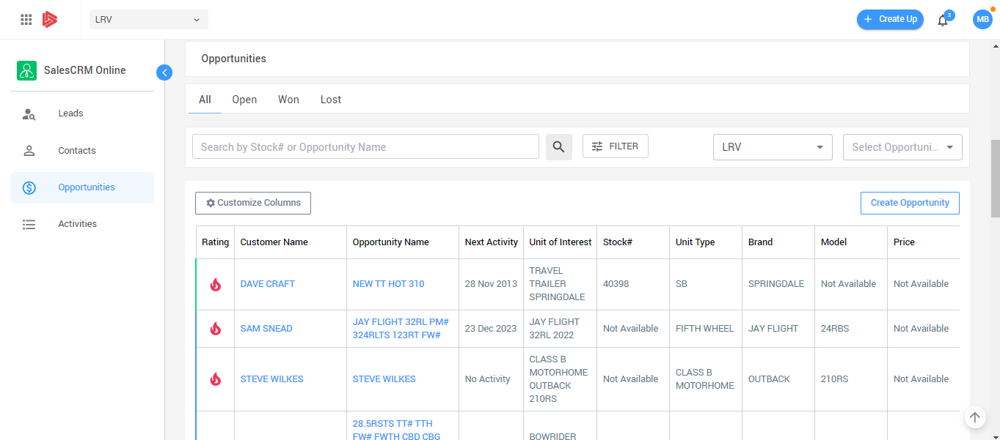 LRV
Create Up
2
MB
SalesCRM Online
Leads
Contacts
Opportunities
Activities
Opportunities
All Open Won Lost
Search by Stock# or Opportunity Name
FILTER
LRV
Select Opportuni...
Customize Columns
Create Opportunity
Rating Customer Name Opportunity Name Next Activity Unit of Interest Stock# Unit Type Brand Model Price
DAVE CRAFT NEW TT HOT 310 28 Nov 2013
TRAVEL
TRAILER
SPRINGDALE
40398 SB SPRINGDALE Not Available Not Available
SAM SNEAD
JAY FLIGHT 32RL PM#
324RLTS 123RT FW#
23 Dec 2023
JAY FLIGHT
32RL 2022
Not Available FIFTH WHEEL JAY FLIGHT 24RBS Not Available
STEVE WILKES STEVE WILKES No Activity
CLASS B
MOTORHOME
OUTBACK
210RS
Not Available
CLASS B
MOTORHOME
OUTBACK 210RS Not Available
28.5RSTS TT# TTH
FW# FWTH CBD CBG
BOWRIDER